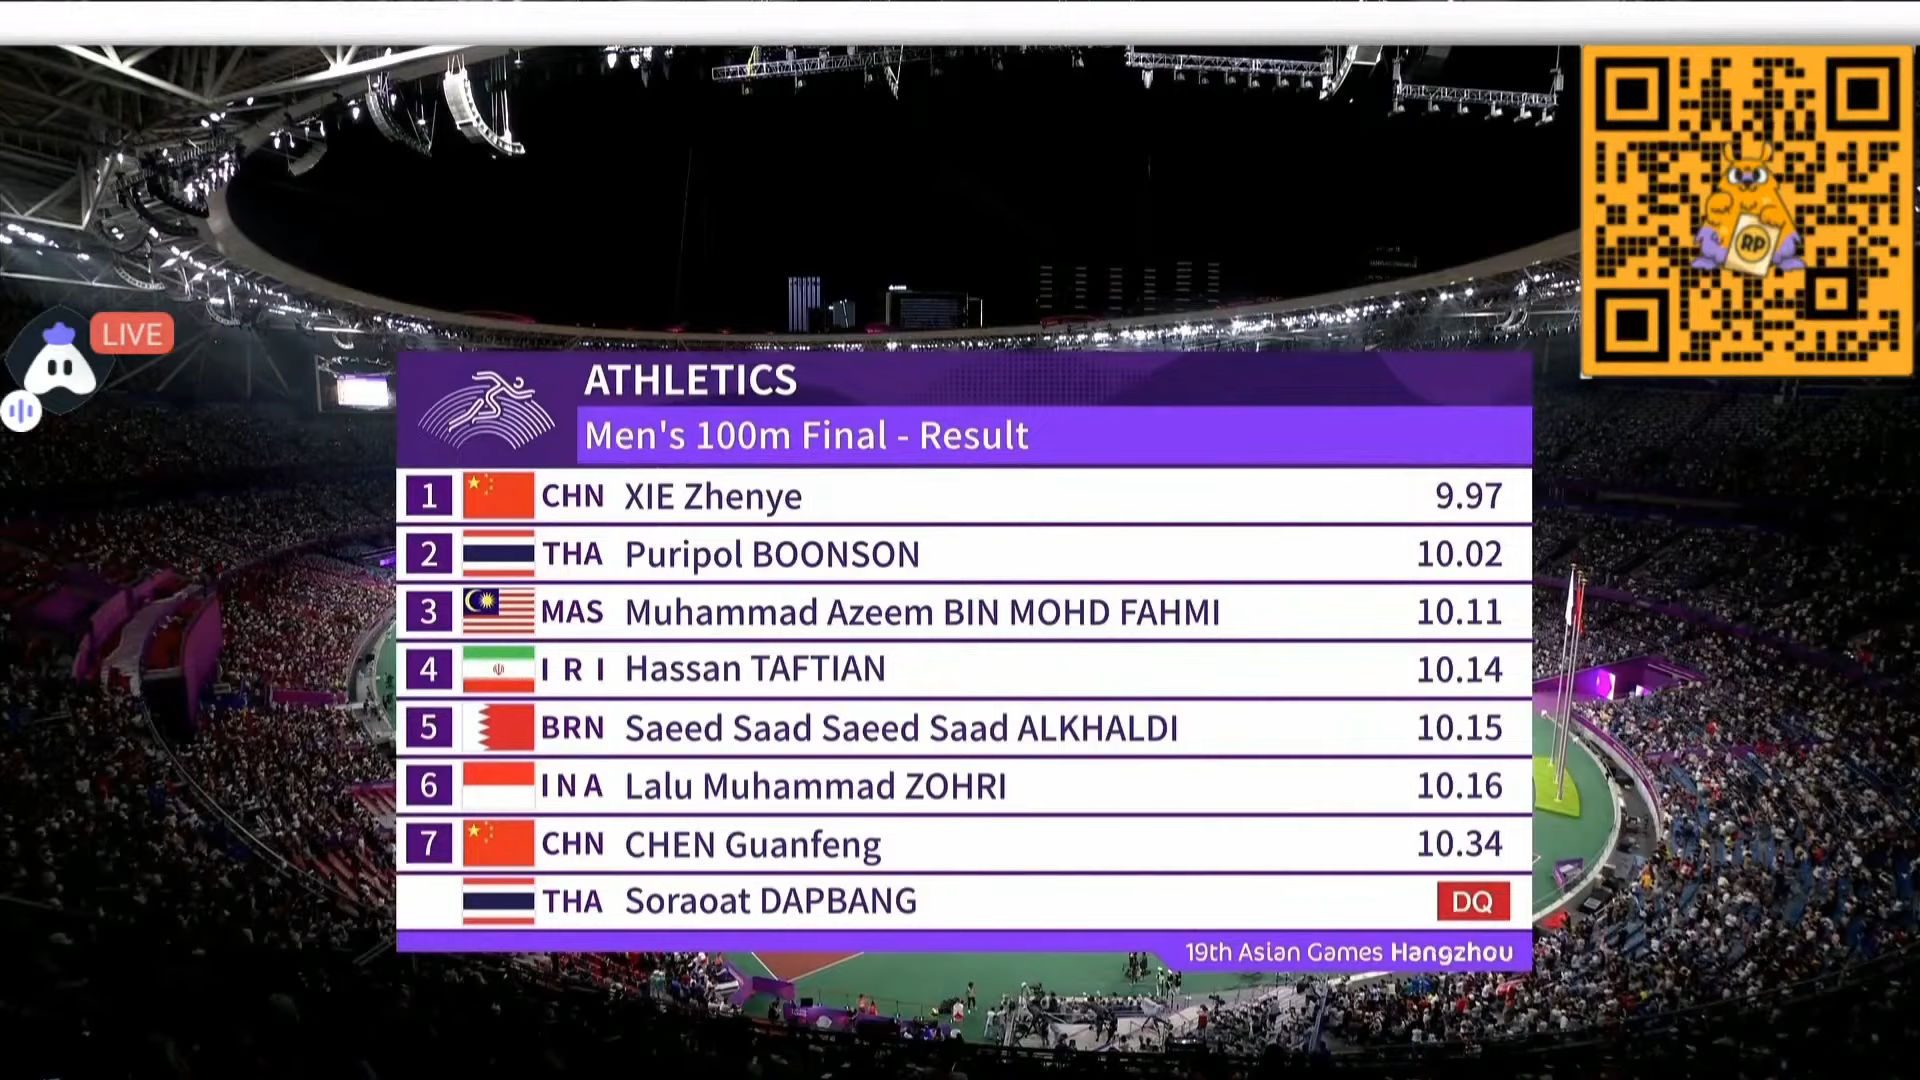 LIVE
RP
ATHLETICS
Men's 100m Final - Result
1 CHN XIE Zhenye 9.97
2 THA Puripol BOONSON 10.02
3 MAS Muhammad Azeem BIN MOHD FAHMI 10.11
4 IRI Hassan TAFTIAN 10.14
5 BRN Saeed Saad Saeed Saad ALKHALDI 10.15
6 INA Lalu Muhammad ZOHRI 10.16
7 CHN CHEN Guanfeng 10.34
THA Soraoat DAPBANG DQ
19th Asian Games Hangzhou